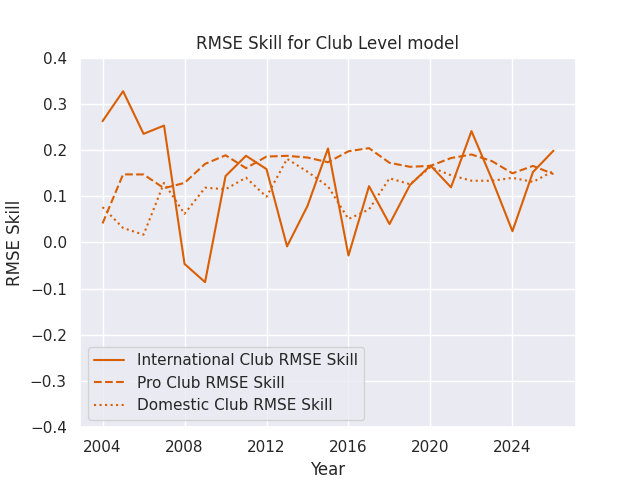 RMSE Skill for Club Level model
0.4
0.3
0.2
0.1
0.0
−0.1
−0.2
−0.3
−0.4
RMSE Skill
International Club RMSE Skill
Pro Club RMSE Skill
Domestic Club RMSE Skill
2004 2008 2012 2016 2020 2024
Year